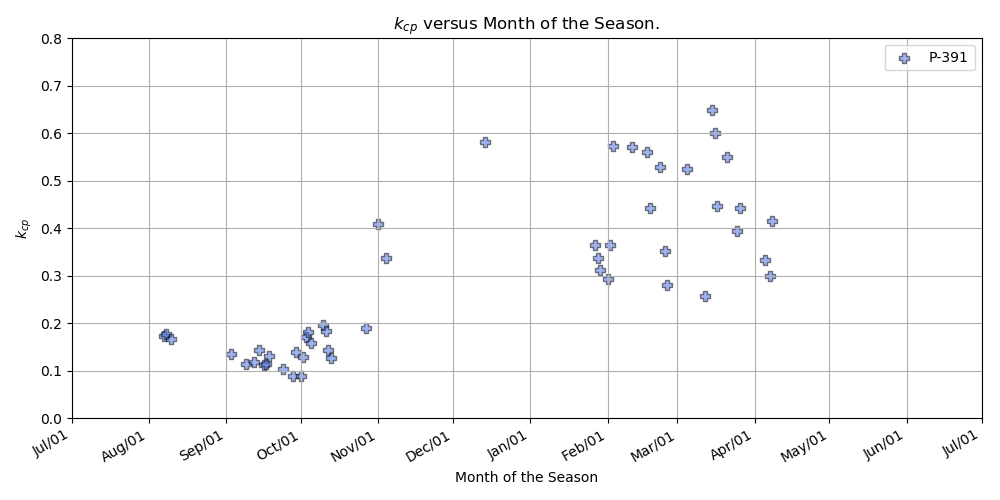 k_cp versus Month of the Season.
P-391
0.8
0.7
0.6
0.5
0.4
0.3
0.2
0.1
0.0
k_cp
Jul/01 Aug/01 Sep/01 Oct/01 Nov/01 Dec/01 Jan/01 Feb/01 Mar/01 Apr/01 May/01 Jun/01 Jul/01
Month of the Season